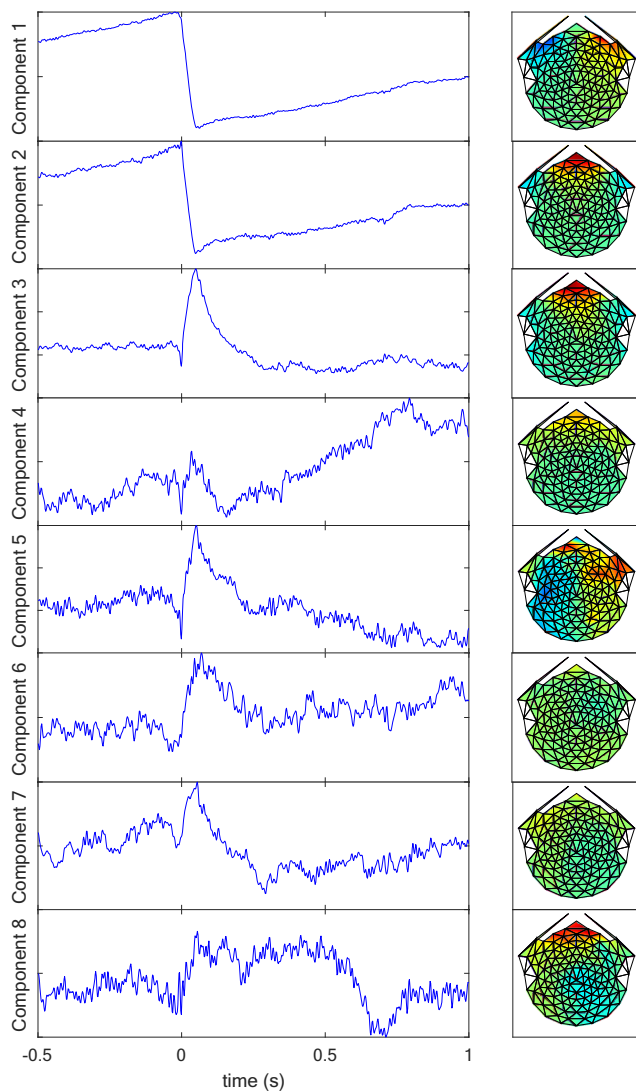 Component 1
Component 2
Component 3
Component 4
Component 5
Component 6
Component 7
Component 8
-0.5 0 0.5 1
time (s)